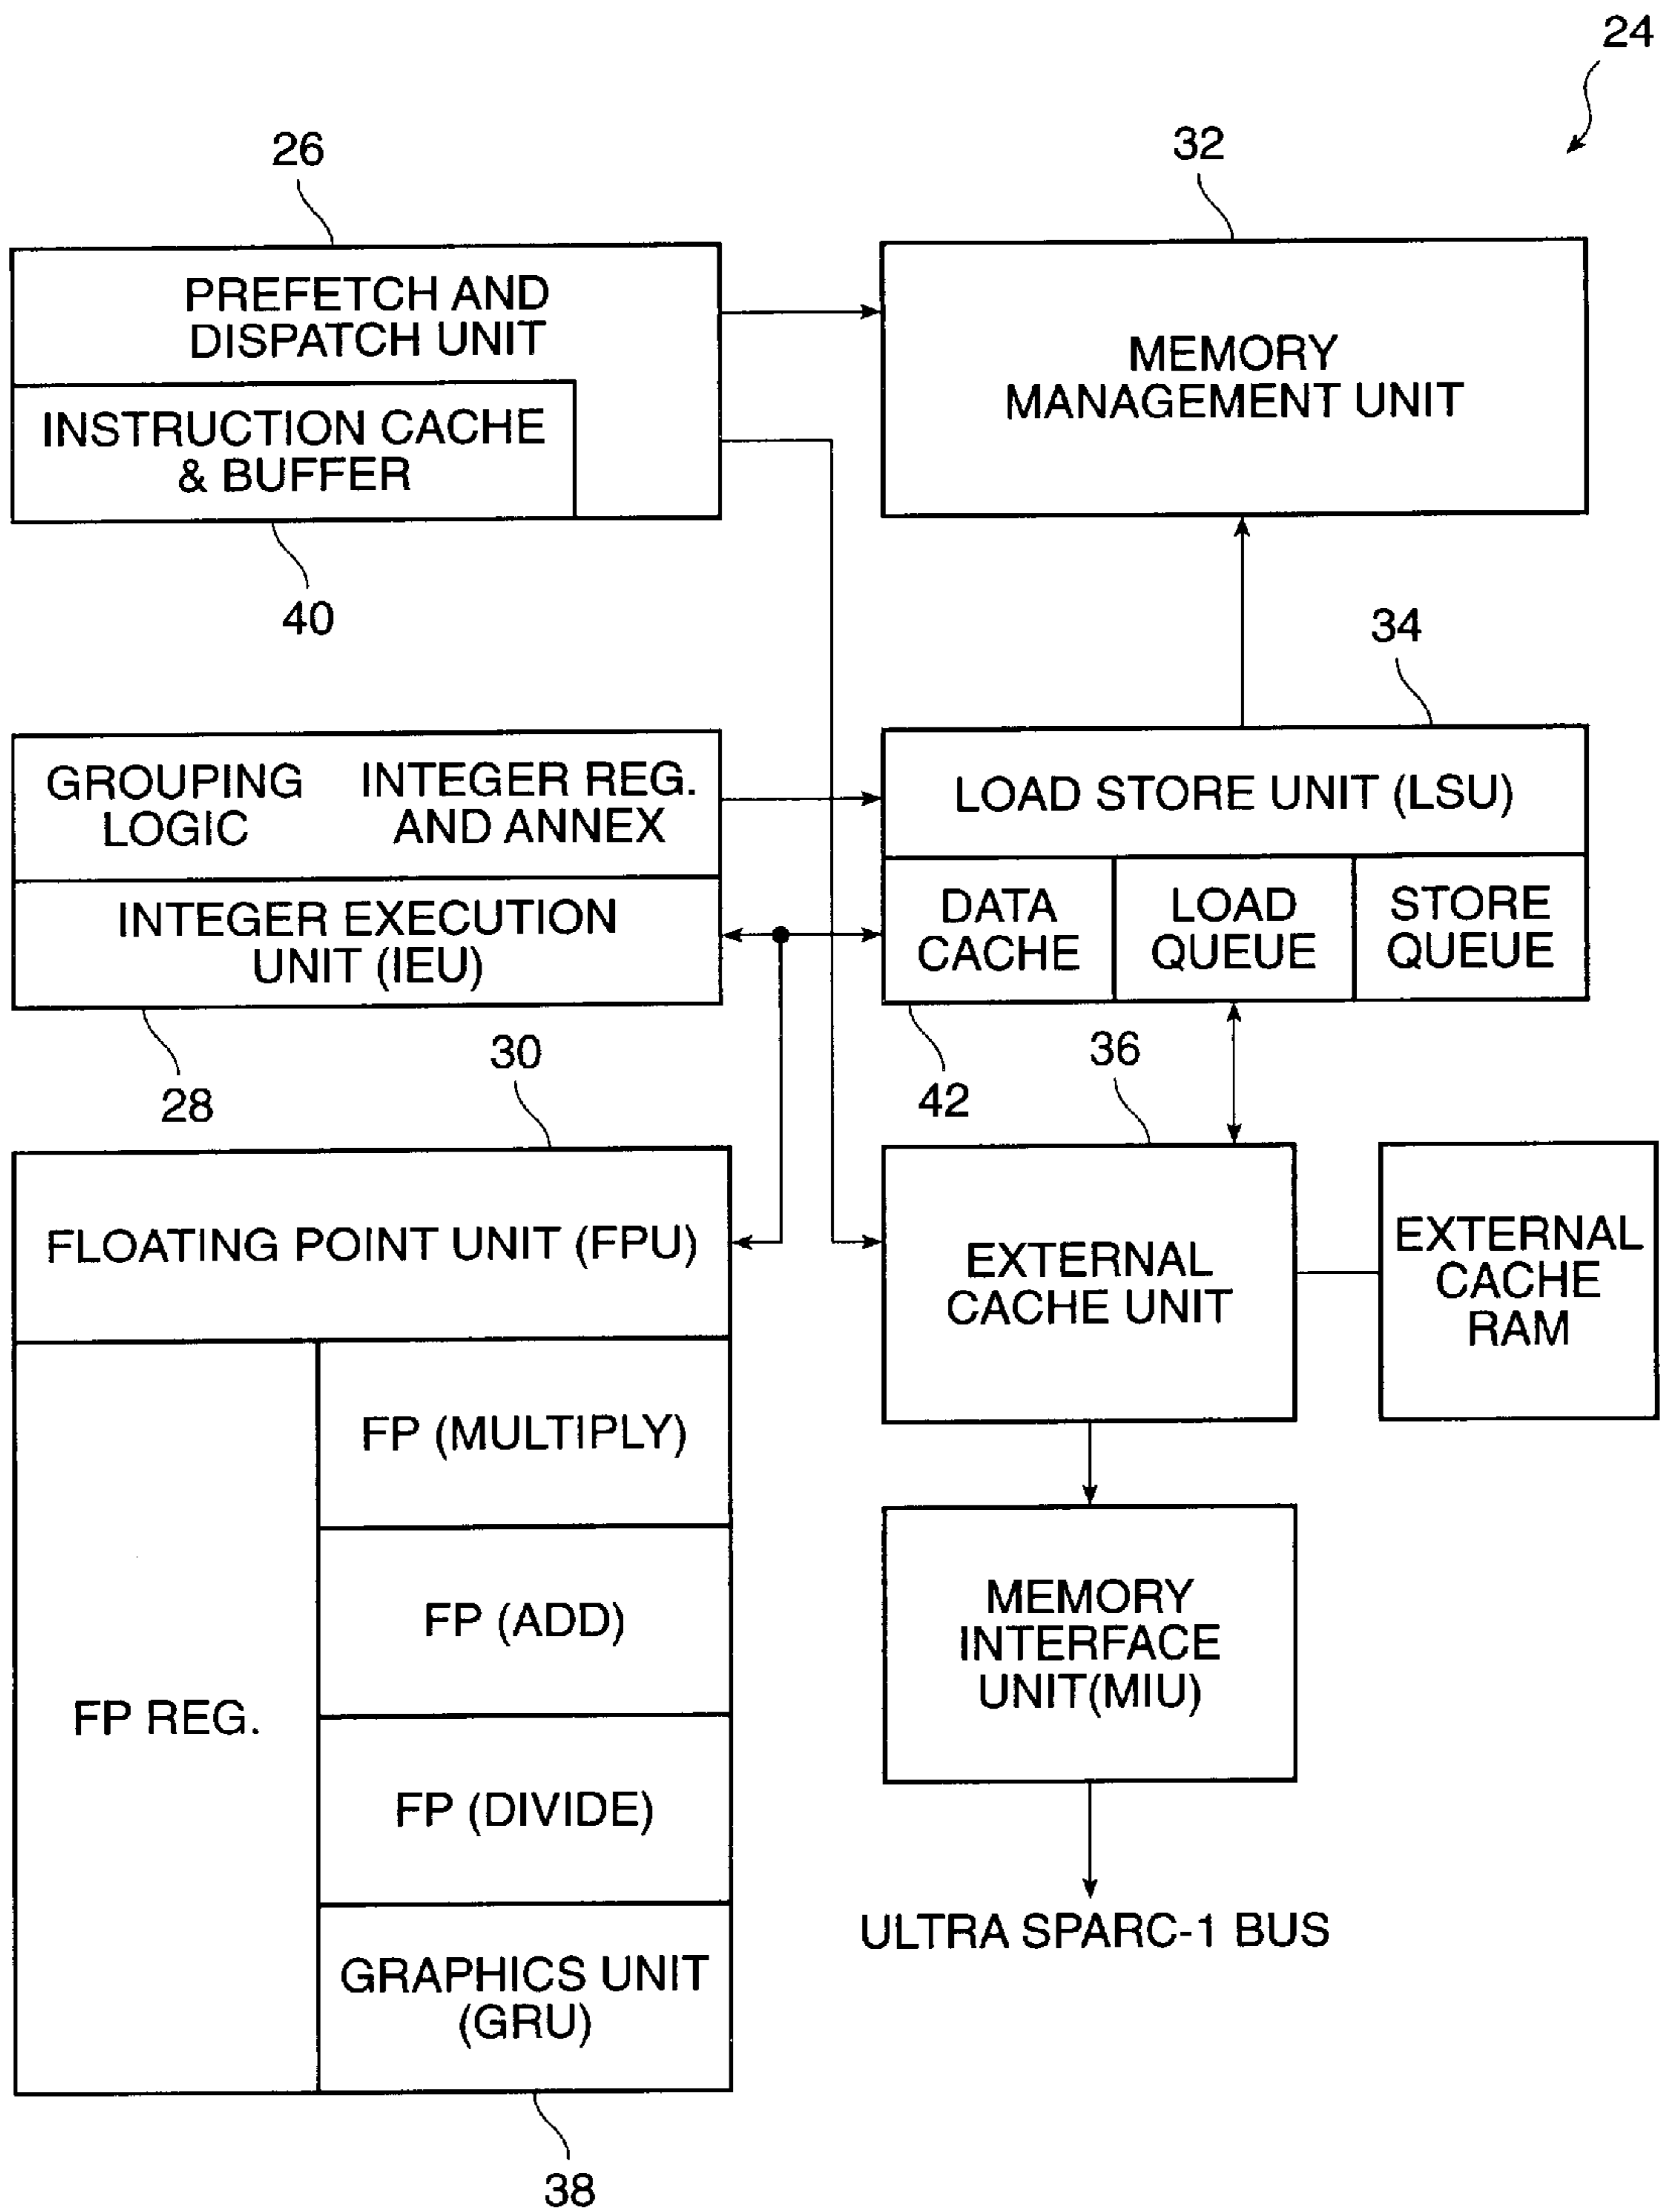 24
26
32
PREFETCH AND
DISPATCH UNIT
INSTRUCTION CACHE
& BUFFER
MEMORY
MANAGEMENT UNIT
40
34
GROUPING
LOGIC
INTEGER REG.
AND ANNEX
INTEGER EXECUTION
UNIT (IEU)
LOAD STORE UNIT (LSU)
DATA
CACHE
LOAD
QUEUE
STORE
QUEUE
28
30
42
36
FLOATING POINT UNIT (FPU)
EXTERNAL
CACHE UNIT
EXTERNAL
CACHE
RAM
FP REG.
FP (MULTIPLY)
FP (ADD)
FP (DIVIDE)
GRAPHICS UNIT
(GRU)
MEMORY
INTERFACE
UNIT(MIU)
ULTRA SPARC-1 BUS
38